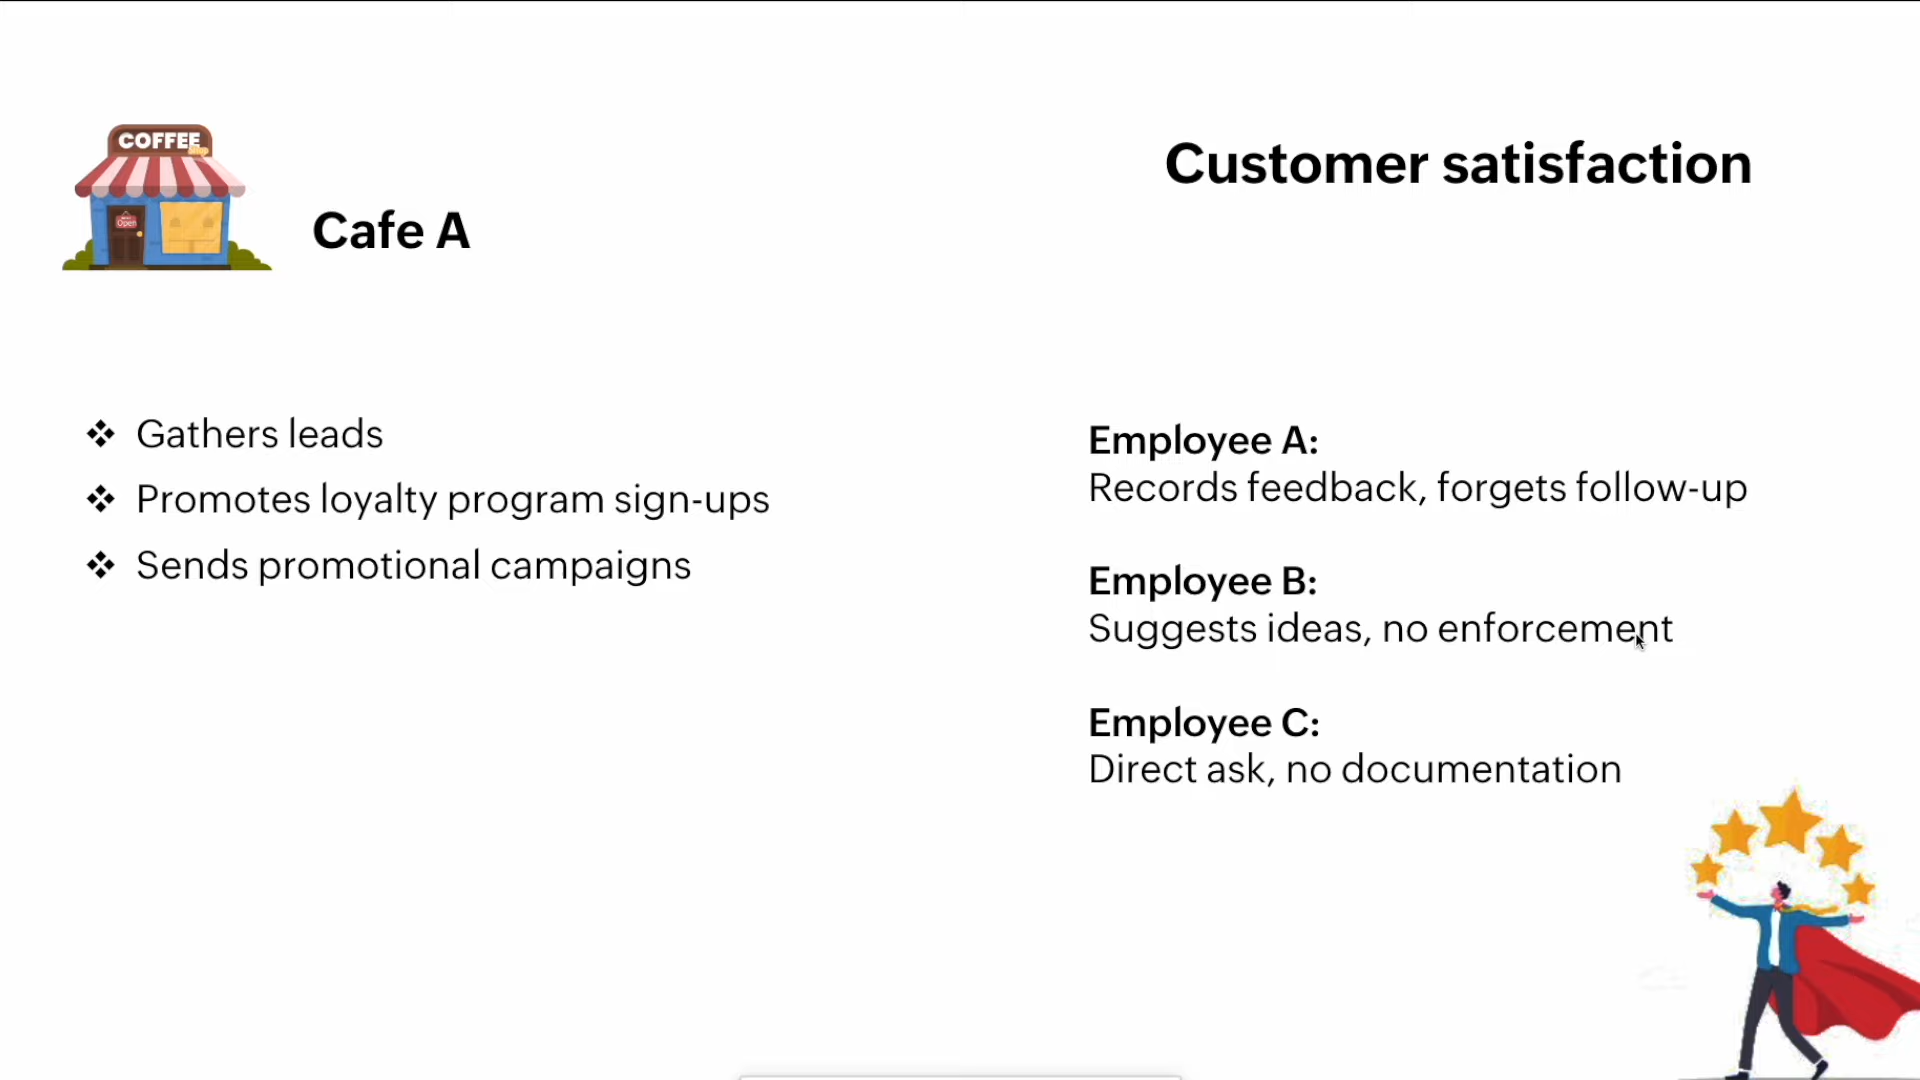 COFFEE
Open
Cafe A
Gathers leads
Promotes loyalty program sign-ups
Sends promotional campaigns
Customer satisfaction
Employee A:
Records feedback, forgets follow-up
Employee B:
Suggests ideas, no enforcement
Employee C:
Direct ask, no documentation